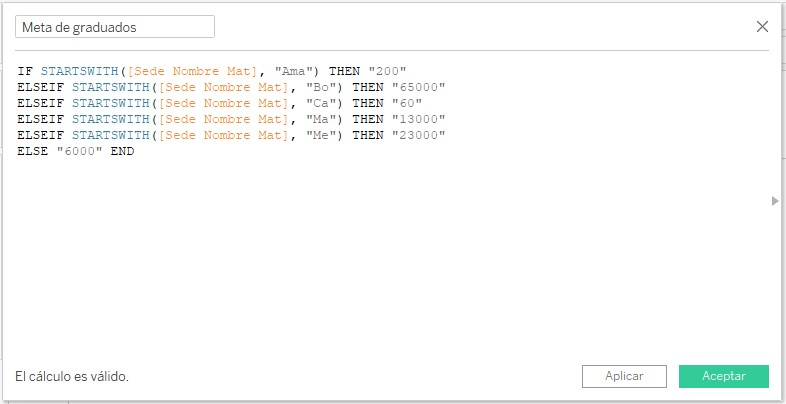 Meta de graduados
IF STARTSWITH([Sede Nombre Mat], "Ama") THEN "200"
ELSEIF STARTSWITH([Sede Nombre Mat], "Bo") THEN "65000"
ELSEIF STARTSWITH([Sede Nombre Mat], "Ca") THEN "60"
ELSEIF STARTSWITH([Sede Nombre Mat], "Ma") THEN "13000"
ELSEIF STARTSWITH([Sede Nombre Mat], "Me") THEN "23000"
ELSE "6000" END
El cálculo es válido.
Aplicar
Aceptar